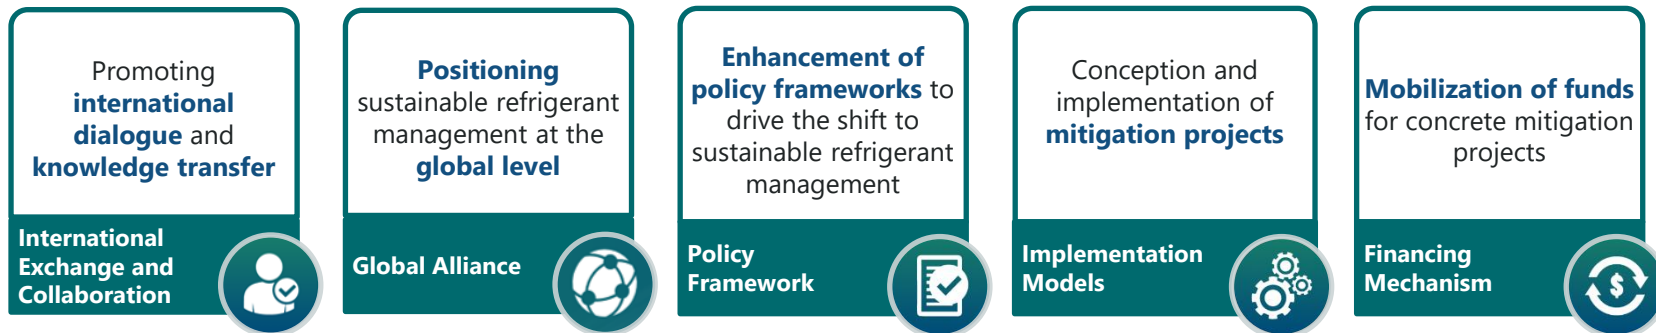 Promoting
international
dialogue and
knowledge transfer
International
Exchange and
Collaboration
Positioning
sustainable refrigerant
management at the
global level
Global Alliance
Enhancement of
policy frameworks to
drive the shift to
sustainable refrigerant
management
Policy
Framework
Conception and
implementation of
mitigation projects
Implementation
Models
Mobilization of funds
for concrete mitigation
projects
Financing
Mechanism
$